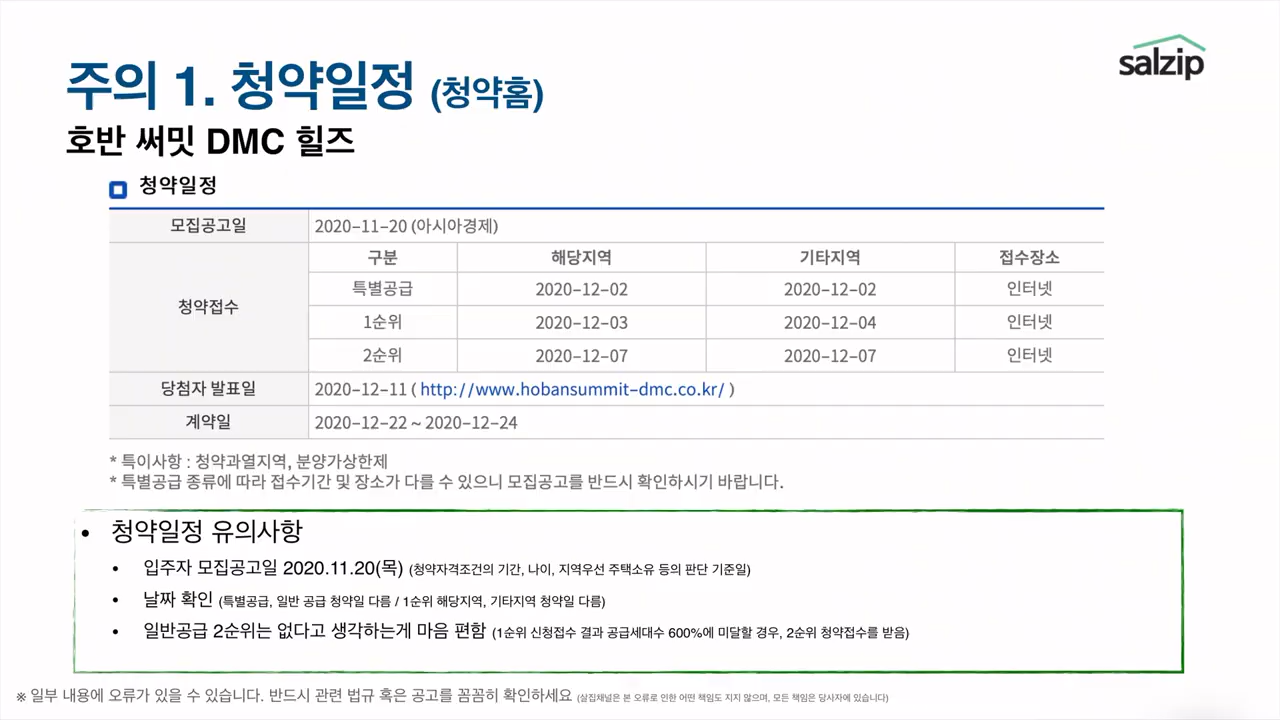 salzip
주의 1. 청약일정 (청약홈)
호반 써밋 DMC 힐즈
청약일정
모집공고일 2020-11-20 (아시아경제)
청약접수 구분 해당지역 기타지역 접수장소
특별공급 2020-12-02 2020-12-02 인터넷
1순위 2020-12-03 2020-12-04 인터넷
2순위 2020-12-07 2020-12-07 인터넷
당첨자 발표일 2020-12-11 ( http://www.hobansummit-dmc.co.kr/ )
계약일 2020-12-22 ~ 2020-12-24
* 특이사항 : 청약과열지역, 분양가상한제
* 특별공급 종류에 따라 접수기간 및 장소가 다를 수 있으니 모집공고를 반드시 확인하시기 바랍니다.
• 청약일정 유의사항
• 입주자 모집공고일 2020.11.20(목) (청약자격조건의 기간, 나이, 지역우선 주택소유 등의 판단 기준일)
• 날짜 확인 (특별공급, 일반 공급 청약일 다름 / 1순위 해당지역, 기타지역 청약일 다름)
• 일반공급 2순위는 없다고 생각하는게 마음 편함 (1순위 신청접수 결과 공급세대수 600%에 미달할 경우, 2순위 청약접수를 받음)
※ 일부 내용에 오류가 있을 수 있습니다. 반드시 관련 법규 혹은 공고를 꼼꼼히 확인하세요 (살집채널은 본 오류로 인한 어떤 책임도 지지 않으며, 모든 책임은 당사자에 있습니다)